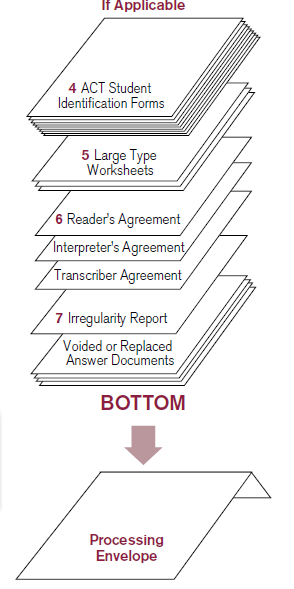 If Applicable
4 ACT Student
Identification Forms
5 Large Type
Worksheets
6 Reader's Agreement
Interpreter's Agreement
Transcriber Agreement
7 Irregularity Report
Voided or Replaced
Answer Documents
BOTTOM
Processing
Envelope